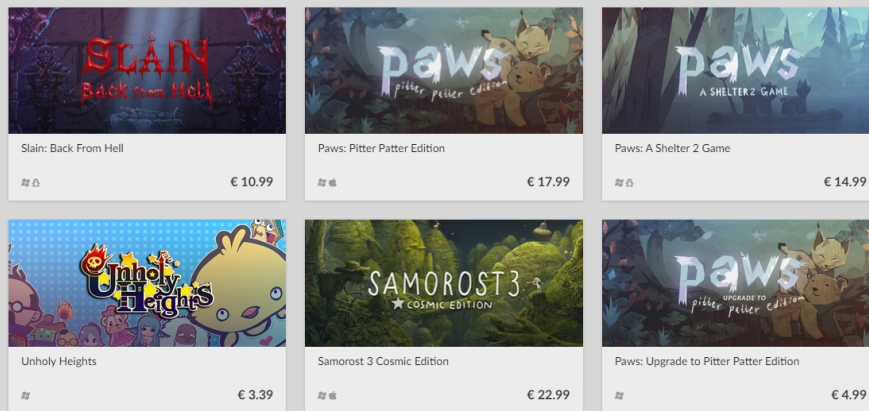 SLAIN
Back From Hell
Slain: Back From Hell
€ 10.99
paws
pitter patter edition
Paws: Pitter Patter Edition
€ 17.99
paws
A SHELTER 2 GAME
Paws: A Shelter 2 Game
€ 14.99
Unholy
Heights
Unholy Heights
€ 3.39
SAMOROST 3
COSMIC EDITION
Samorost 3 Cosmic Edition
€ 22.99
paws
UPGRADE TO
pitter patter edition
Paws: Upgrade to Pitter Patter Edition
€ 4.99